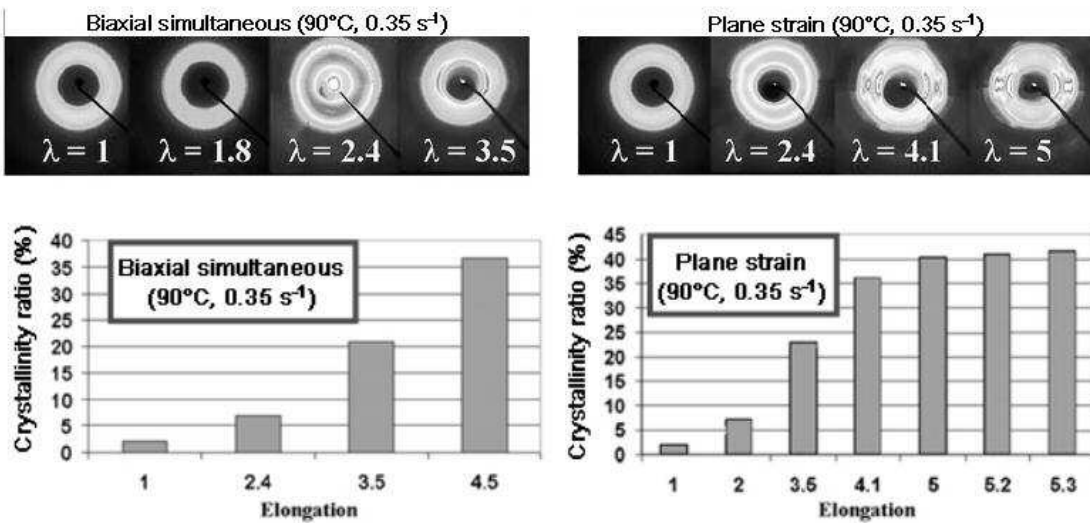 Biaxial simultaneous (90°C, 0.35 s⁻¹)
λ = 1
λ = 1.8
λ = 2.4
λ = 3.5
Plane strain (90°C, 0.35 s⁻¹)
λ = 1
λ = 2.4
λ = 4.1
λ = 5
Crystallinity ratio (%)
40
35
30
25
20
15
10
5
0
Biaxial simultaneous
(90°C, 0.35 s⁻¹)
1 2.4 3.5 4.5
Elongation
Crystallinity ratio (%)
45
40
35
30
25
20
15
10
5
0
Plane strain
(90°C, 0.35 s⁻¹)
1 2 3.5 4.1 5 5.2 5.3
Elongation